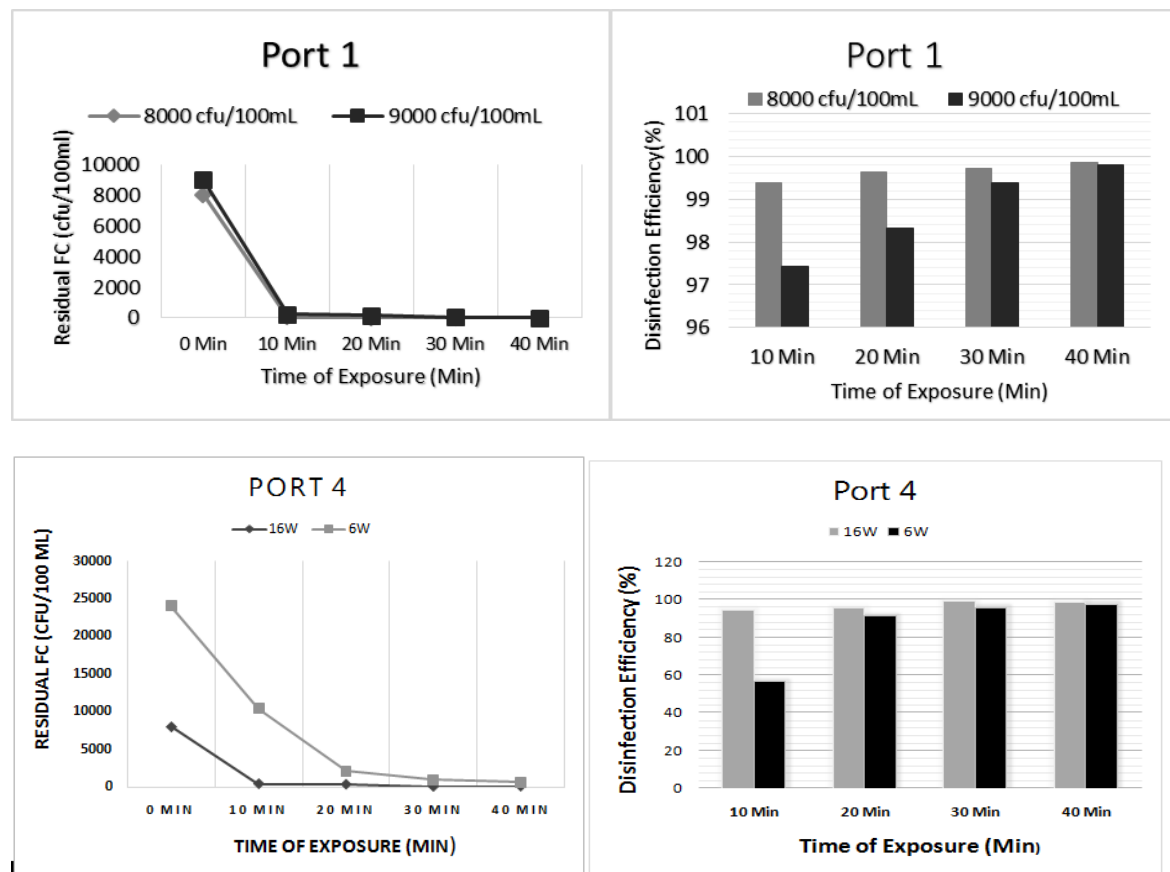 Port 1
8000 cfu/100mL 9000 cfu/100mL
Residual FC (cfu/100ml)
10000
8000
6000
4000
2000
0
0 Min 10 Min 20 Min 30 Min 40 Min
Time of Exposure (Min)
Port 1
8000 cfu/100mL 9000 cfu/100mL
Disinfection Efficiency(%)
101
100
99
98
97
96
10 Min 20 Min 30 Min 40 Min
Time of Exposure (Min)
PORT 4
16W 6W
RESIDUAL FC (CFU/100 ML)
30000
25000
20000
15000
10000
5000
0
0 MIN 10 MIN 20 MIN 30 MIN 40 MIN
TIME OF EXPOSURE (MIN)
Port 4
16W 6W
Disinfection Efficiency (%)
120
100
80
60
40
20
0
10 Min 20 Min 30 Min 40 Min
Time of Exposure (Min)